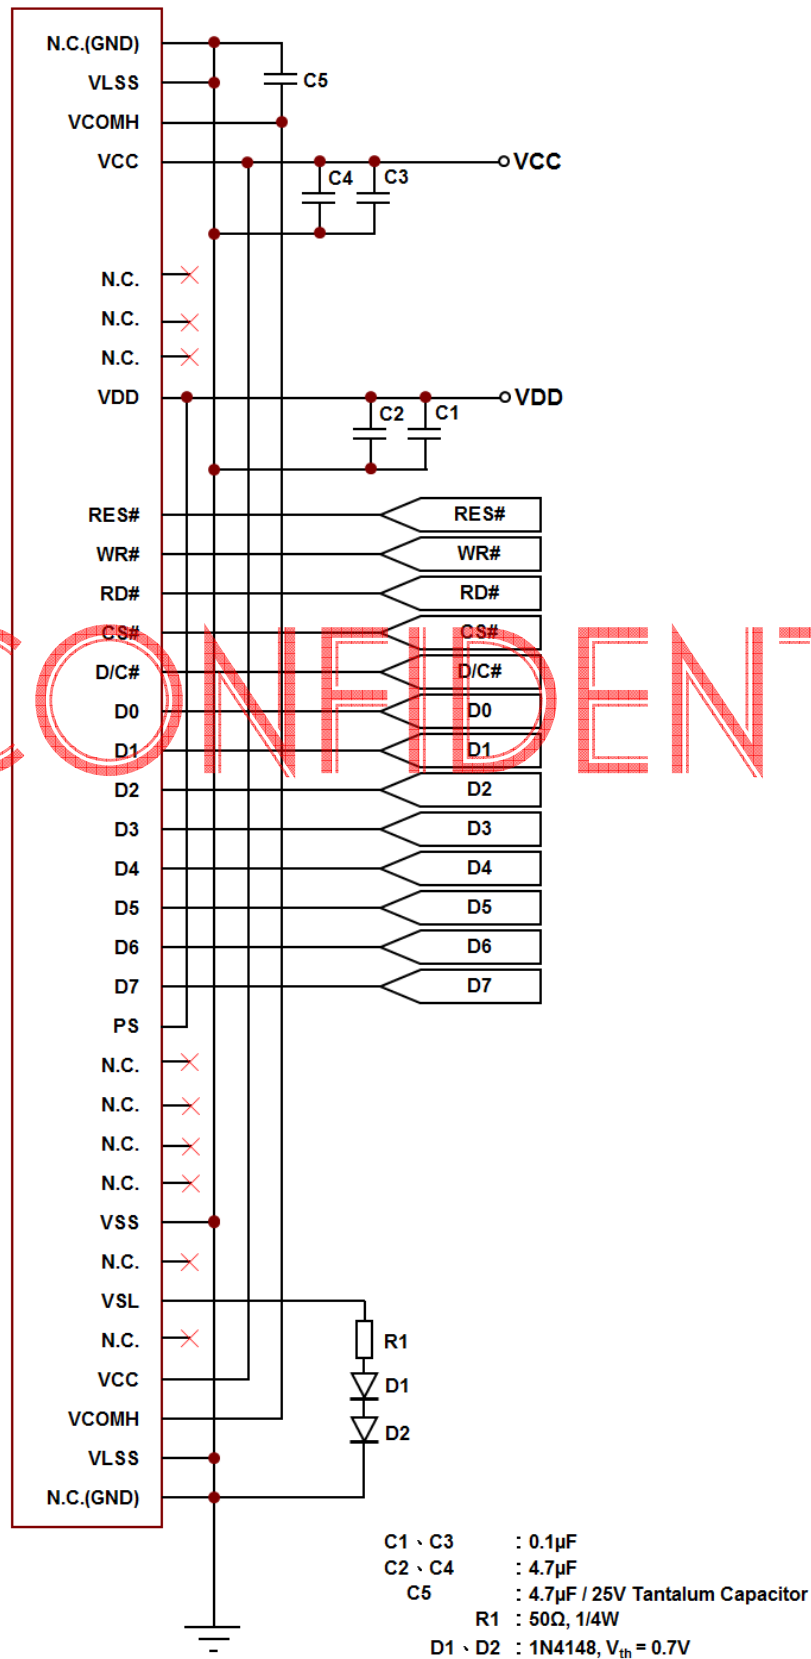 N.C.(GND)
VLSS
C5
VCOMH
VCC
VCC
C4
C3
N.C.
N.C.
N.C.
VDD
VDD
C2
C1
RES#
RES#
WR#
WR#
RD#
RD#
CS#
CS#
D/C#
D/C#
CONFIDENT
D0
D0
D1
D1
D2
D2
D3
D3
D4
D4
D5
D5
D6
D6
D7
D7
PS
N.C.
N.C.
N.C.
N.C.
VSS
N.C.
VSL
N.C.
R1
VCC
D1
VCOMH
D2
VLSS
N.C.(GND)
C1、C3 : 0.1µF
C2、C4 : 4.7µF
C5 : 4.7µF / 25V Tantalum Capacitor
R1 : 50Ω, 1/4W
D1、D2 : 1N4148, Vth = 0.7V